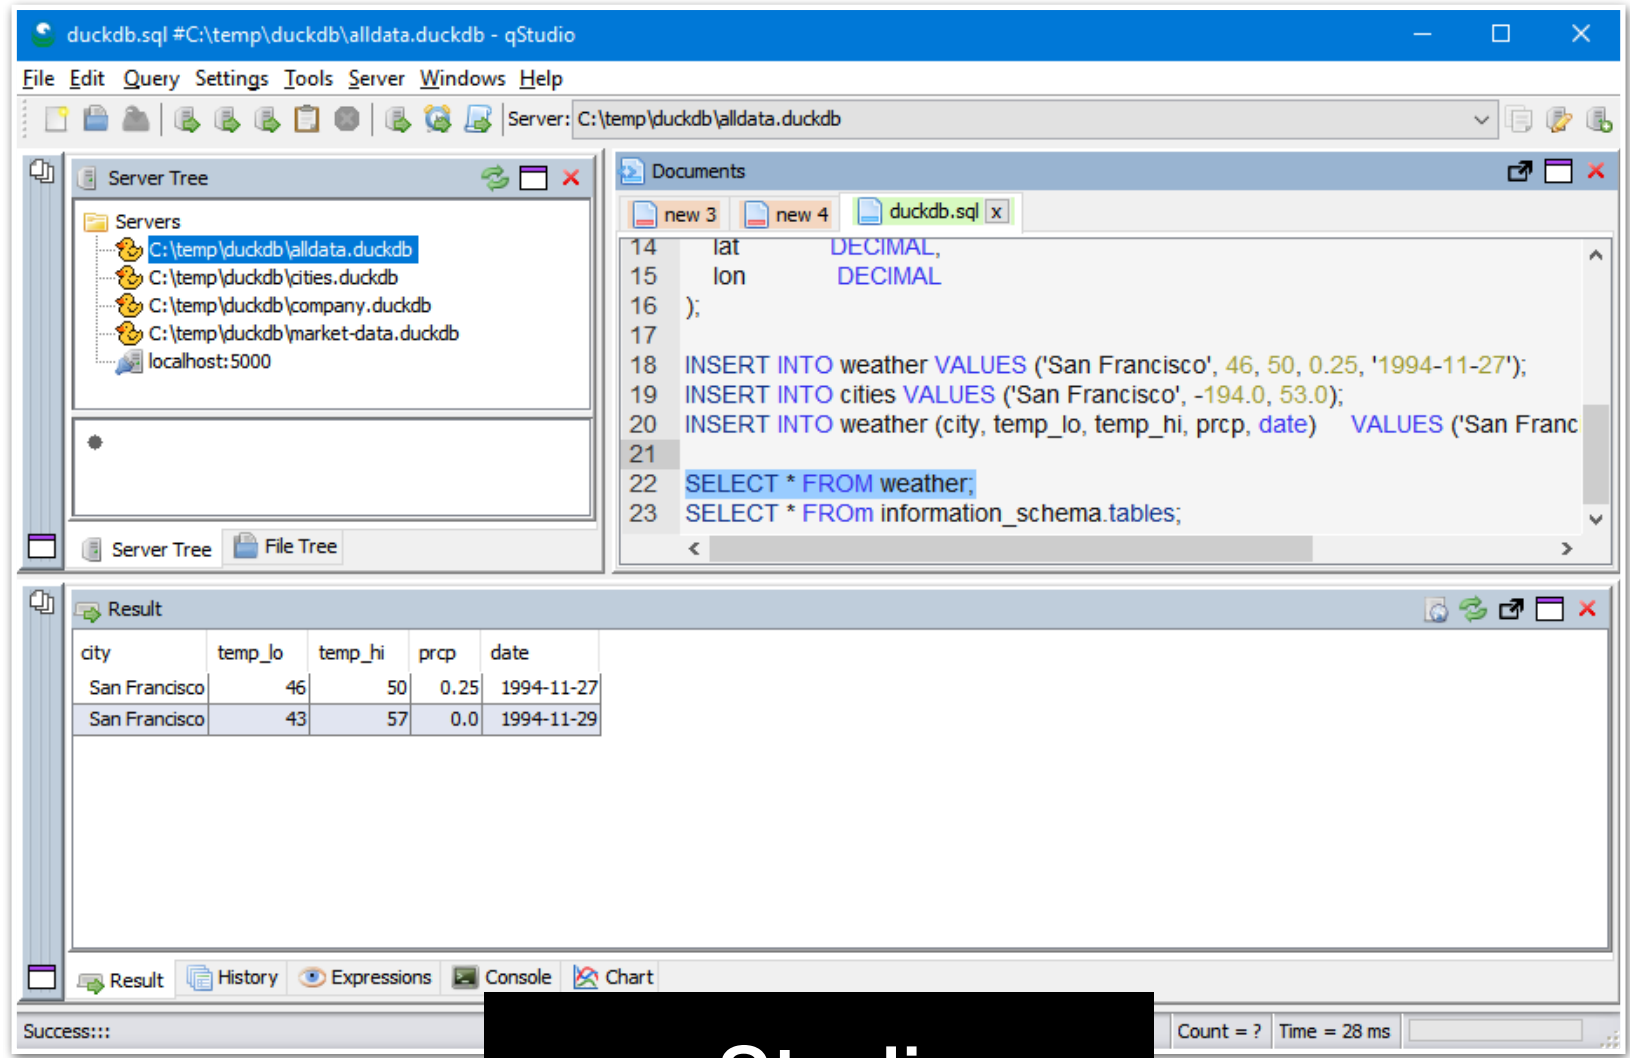 duckdb.sql #C:\temp\duckdb\alldata.duckdb - qStudio
File Edit Query Settings Tools Server Windows Help
Server: C:\temp\duckdb\alldata.duckdb
Server Tree
Servers
C:\temp\duckdb\alldata.duckdb
C:\temp\duckdb\cities.duckdb
C:\temp\duckdb\company.duckdb
C:\temp\duckdb\market-data.duckdb
localhost:5000
Server Tree File Tree
Documents
new 3 new 4 duckdb.sql x
14 lat DECIMAL,
15 lon DECIMAL
16 );
17
18 INSERT INTO weather VALUES ('San Francisco', 46, 50, 0.25, '1994-11-27');
19 INSERT INTO cities VALUES ('San Francisco', -194.0, 53.0);
20 INSERT INTO weather (city, temp_lo, temp_hi, prcp, date) VALUES ('San Franc
21
22 SELECT * FROM weather;
23 SELECT * FROm information_schema.tables;
Result
city temp_lo temp_hi prcp date
San Francisco 46 50 0.25 1994-11-27
San Francisco 43 57 0.0 1994-11-29
Result History Expressions Console Chart
Success:::
Count = ? Time = 28 ms